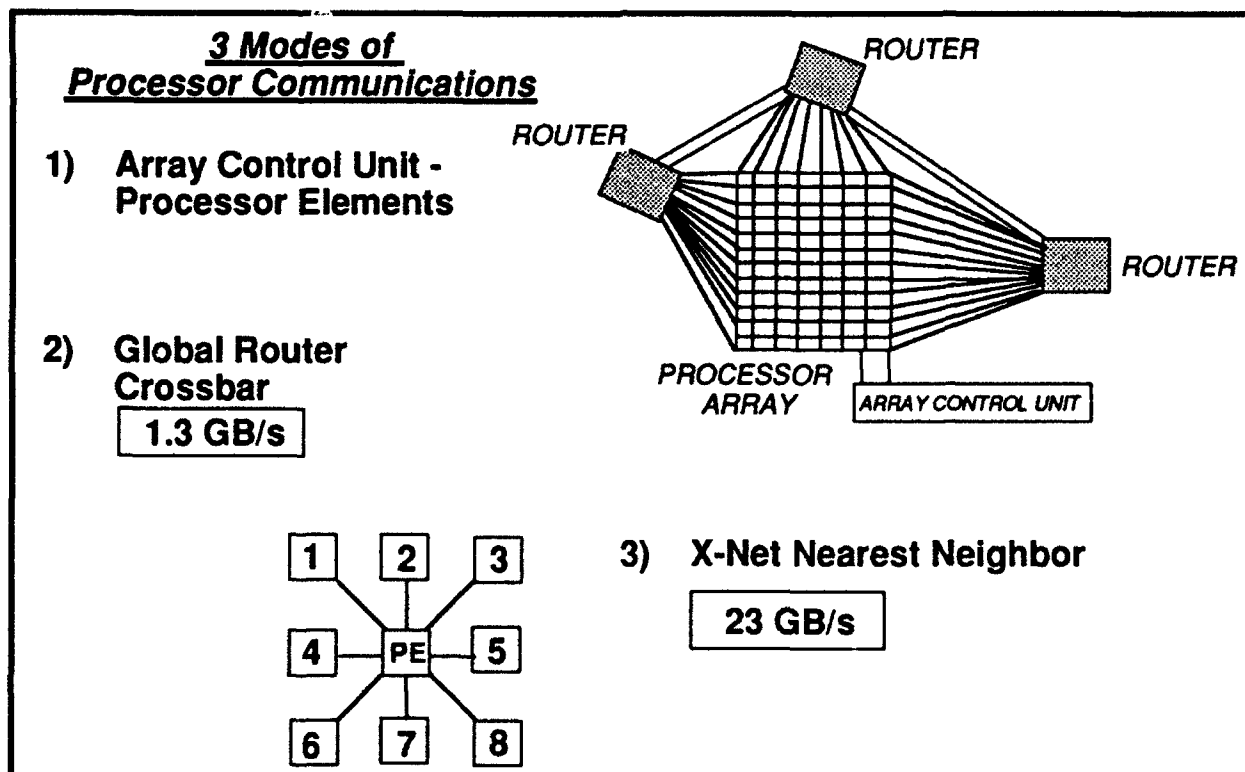 3 Modes of
Processor Communications
1) Array Control Unit -
Processor Elements
2) Global Router
Crossbar
1.3 GB/s
ROUTER
ROUTER
ROUTER
PROCESSOR
ARRAY
ARRAY CONTROL UNIT
1 2 3
4 PE 5
6 7 8
3) X-Net Nearest Neighbor
23 GB/s